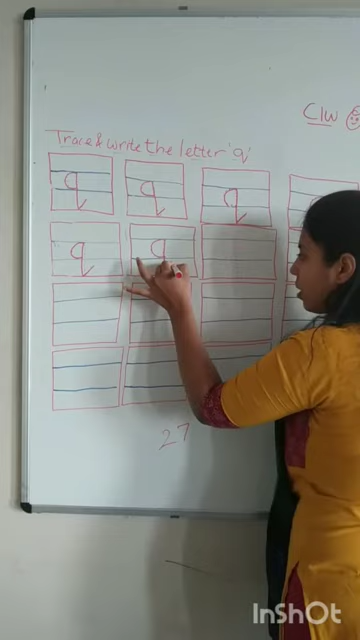 C|W
Trace & write the letter 'q'
q q q
q q
27
InShOt